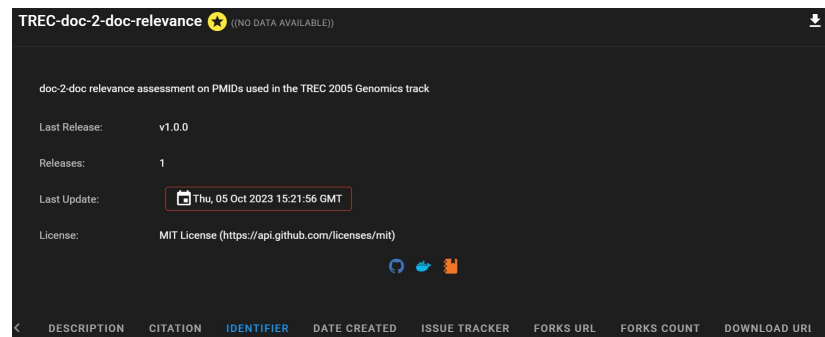 TREC-doc-2-doc-relevance ((NO DATA AVAILABLE))
doc-2-doc relevance assessment on PMIDs used in the TREC 2005 Genomics track
Last Release: v1.0.0
Releases: 1
Last Update: Thu, 05 Oct 2023 15:21:56 GMT
License: MIT License (https://api.github.com/licenses/mit)
DESCRIPTION CITATION IDENTIFIER DATE CREATED ISSUE TRACKER FORKS URL FORKS COUNT DOWNLOAD URL